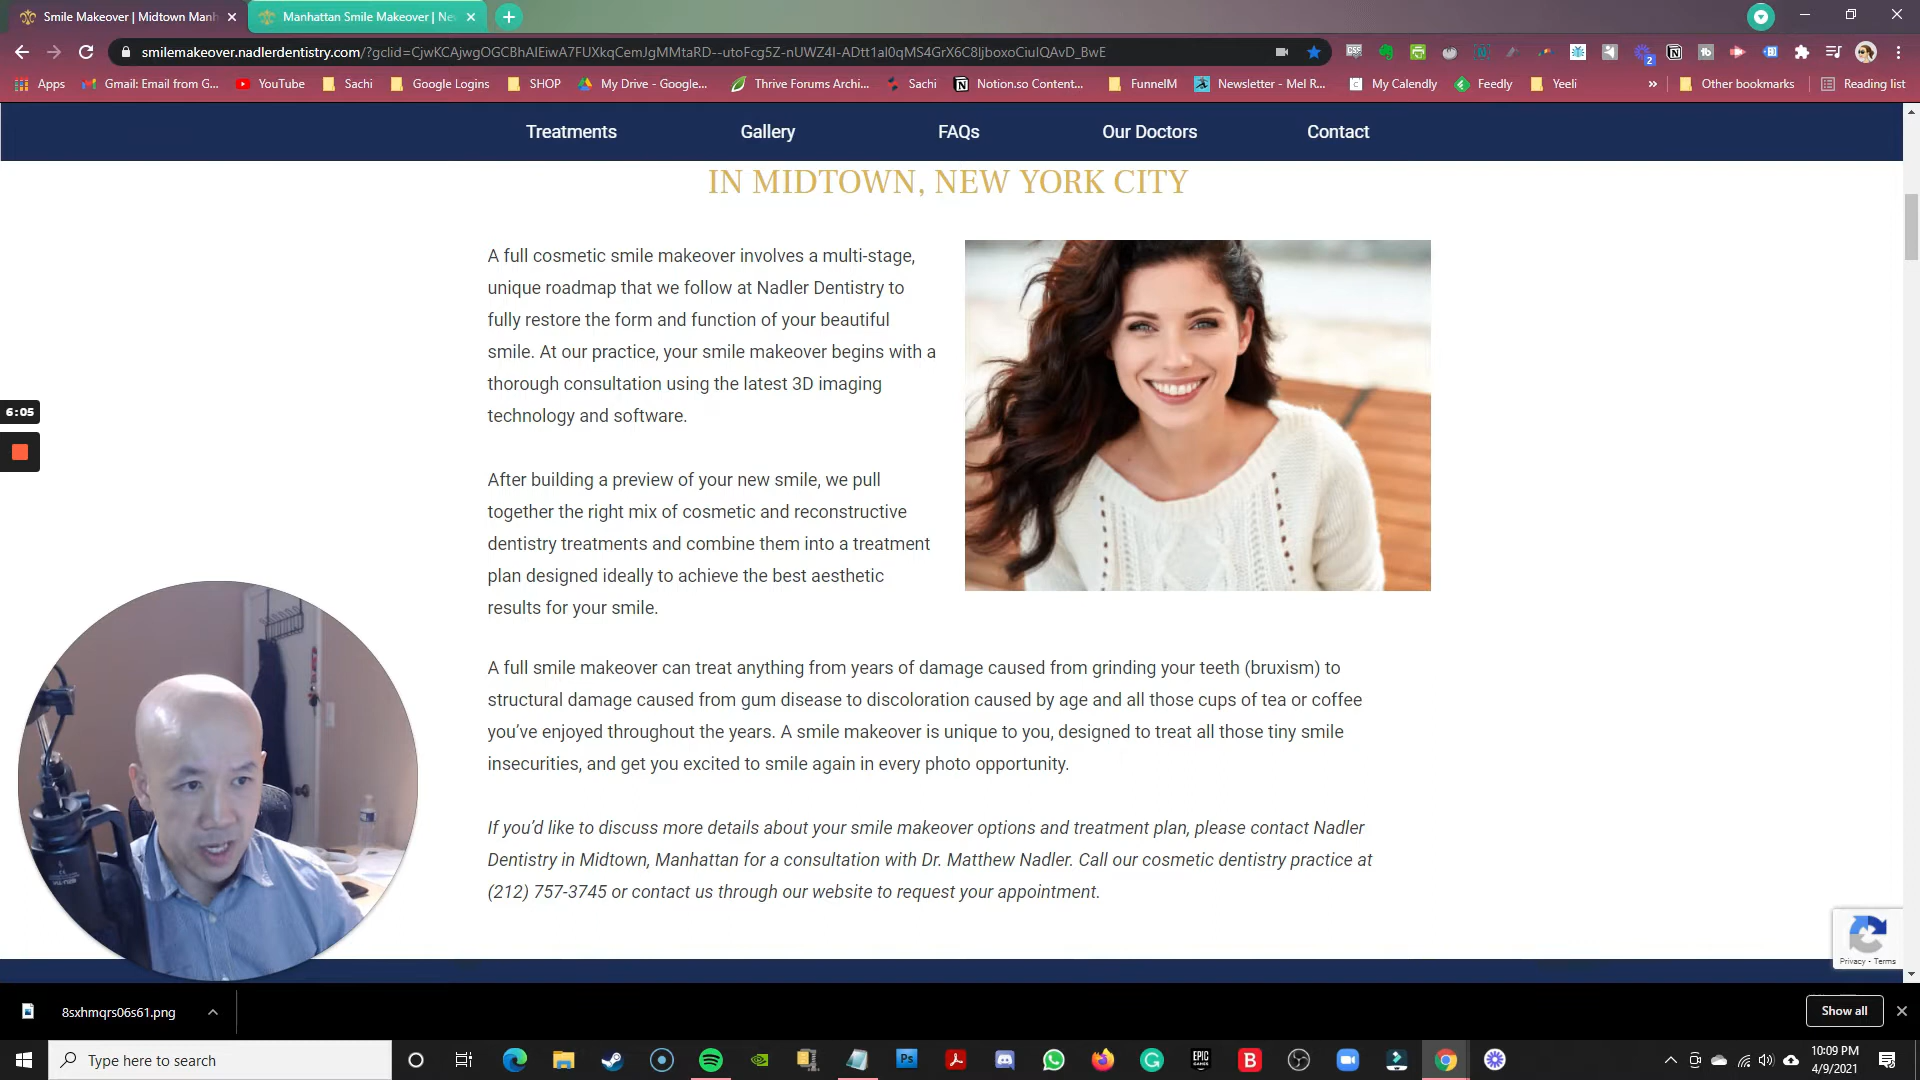 Smile Makeover | Midtown Manh
Manhattan Smile Makeover | Ne
smilemakeover.nadlerdentistry.com/?gclid=CjwKCAjwgOGCBhAlEiwA7FUXkqCemJgMMtaRD--utoFcg5Z-nUWZ4I-ADtt1al0qMS4GrX6C8ljboxoCiuIQAvD_BwE
Apps
Gmail: Email from G...
YouTube
Sachi
Google Logins
SHOP
My Drive - Google...
Thrive Forums Archi...
Sachi
Notion.so Content...
FunnelM
Newsletter - Mel R...
My Calendly
Feedly
Yeeli
»
Other bookmarks
Reading list
Treatments
Gallery
FAQs
Our Doctors
Contact
IN MIDTOWN, NEW YORK CITY
A full cosmetic smile makeover involves a multi-stage,
unique roadmap that we follow at Nadler Dentistry to
fully restore the form and function of your beautiful
smile. At our practice, your smile makeover begins with a
thorough consultation using the latest 3D imaging
technology and software.
After building a preview of your new smile, we pull
together the right mix of cosmetic and reconstructive
dentistry treatments and combine them into a treatment
plan designed ideally to achieve the best aesthetic
results for your smile.
A full smile makeover can treat anything from years of damage caused from grinding your teeth (bruxism) to
structural damage caused from gum disease to discoloration caused by age and all those cups of tea or coffee
you’ve enjoyed throughout the years. A smile makeover is unique to you, designed to treat all those tiny smile
insecurities, and get you excited to smile again in every photo opportunity.
If you’d like to discuss more details about your smile makeover options and treatment plan, please contact Nadler
Dentistry in Midtown, Manhattan for a consultation with Dr. Matthew Nadler. Call our cosmetic dentistry practice at
(212) 757-3745 or contact us through our website to request your appointment.
6:05
Privacy - Terms
8sxhmqrs06s61.png
Show all
Type here to search
10:09 PM
4/9/2021